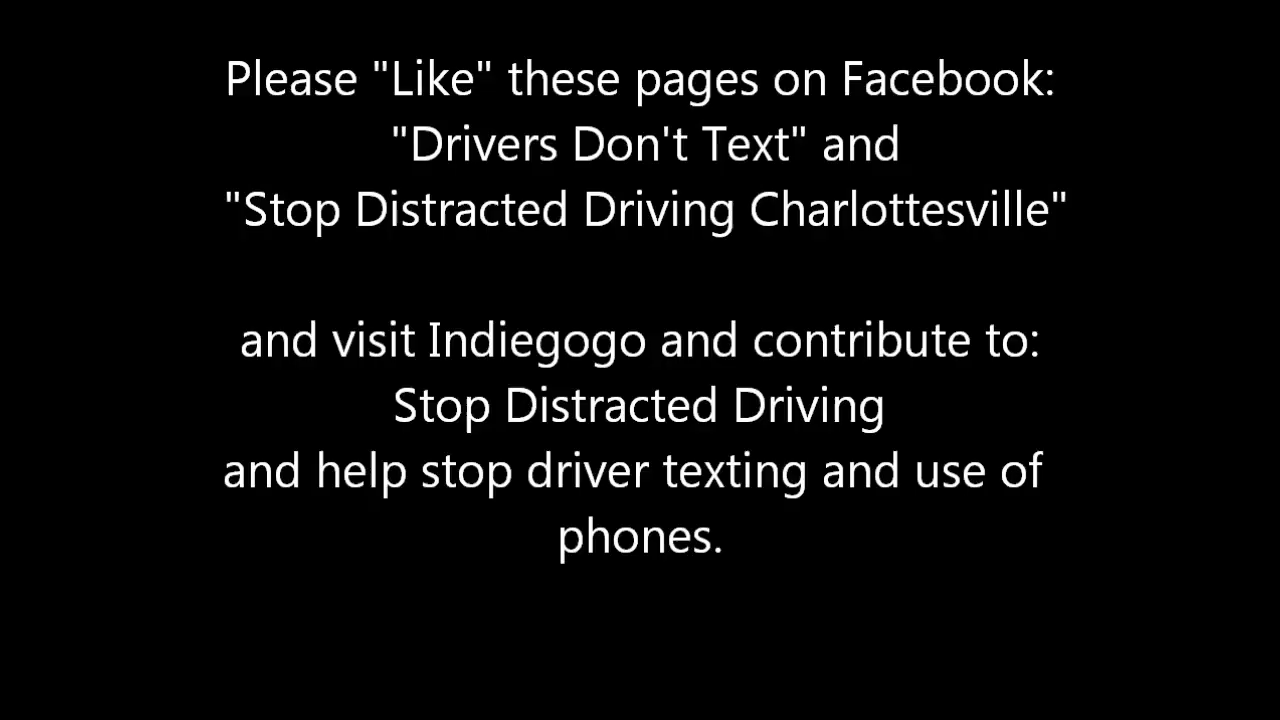 Please "Like" these pages on Facebook:
"Drivers Don't Text" and
"Stop Distracted Driving Charlottesville"
and visit Indiegogo and contribute to:
Stop Distracted Driving
and help stop driver texting and use of
phones.